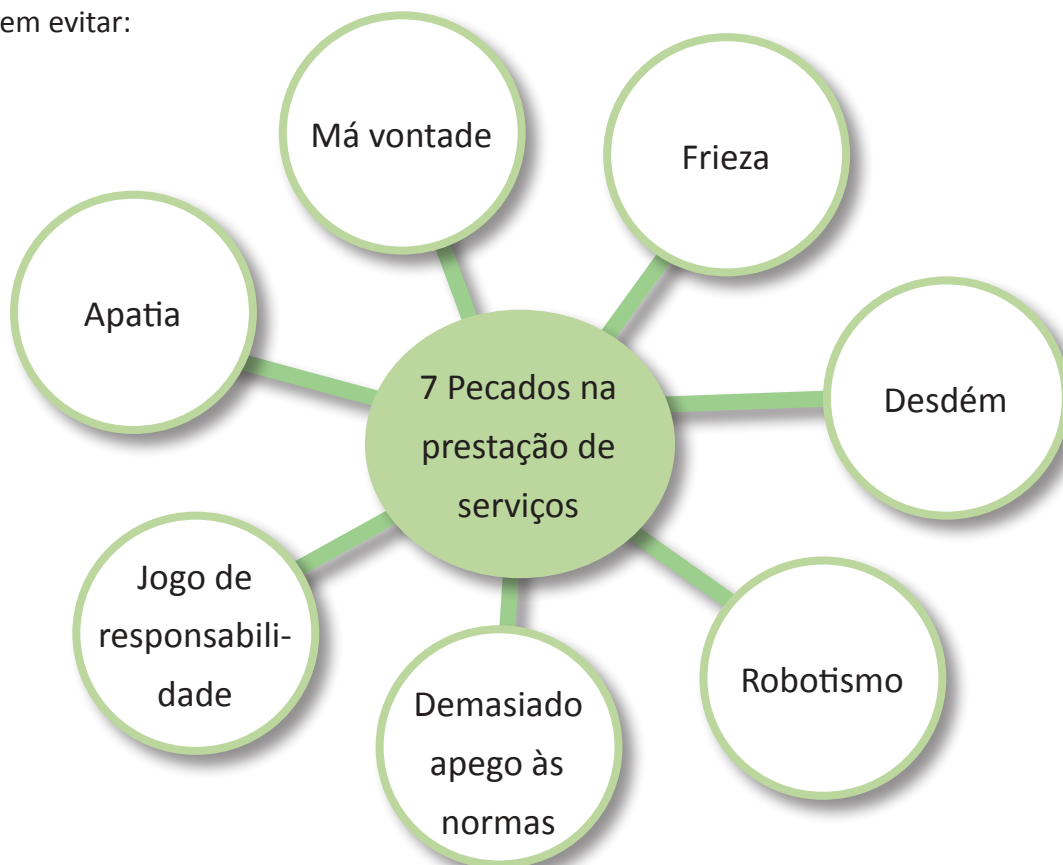 em evitar:
Má vontade
Frieza
Apatia
Desdém
7 Pecados na
prestação de
serviços
Jogo de
responsabili-
dade
Demasiado
apego às
normas
Robotismo